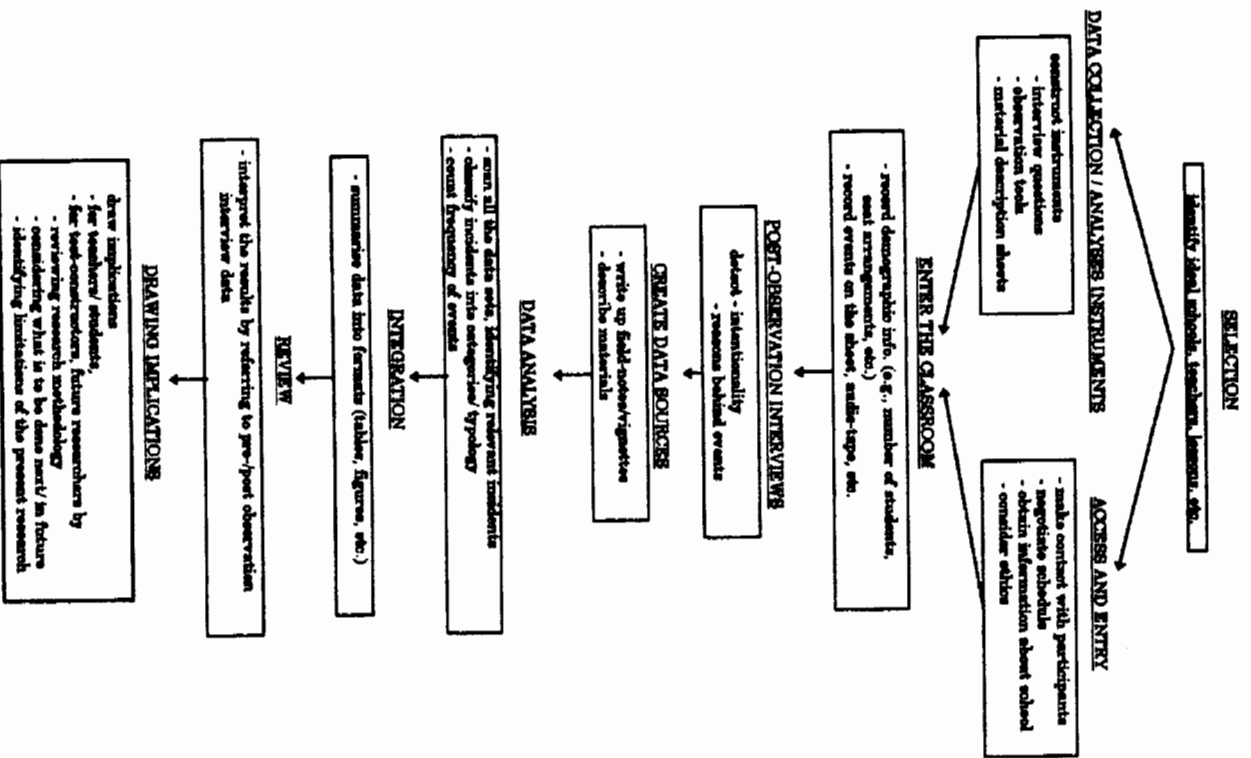 SELECTION
identify ideal schools, teachers, lessons, etc.
DATA COLLECTION / ANALYSES INSTRUMENTS
construct instruments
- interview questions
- observation tools
- material description sheets
ACCESS AND ENTRY
- make contact with participants
- negotiate schedule
- obtain information about school
- consider ethics
ENTER THE CLASSROOM
- record demographic info. (e.g., number of students,
seat arrangements, etc.)
- record events on the sheet, audio-tape, etc.
POST-OBSERVATION INTERVIEWS
detect - intentionality
- reasons behind events
CREATE DATA SOURCES
- write up field-notes/vignettes
- describe materials
DATA ANALYSIS
- scan all the data sets, identifying relevant incidents
- classify incidents into categories/ typology
- count frequency of events
INTEGRATION
- summarise data into formats (tables, figures, etc.)
REVIEW
- interpret the results by referring to pre-/post observation
interview data
DRAWING IMPLICATIONS
draw implications
- for teachers/ students,
- for test-constructors, future researchers by
- reviewing research methodology
- considering what is to be done next/ in future
- identifying limitations of the present research